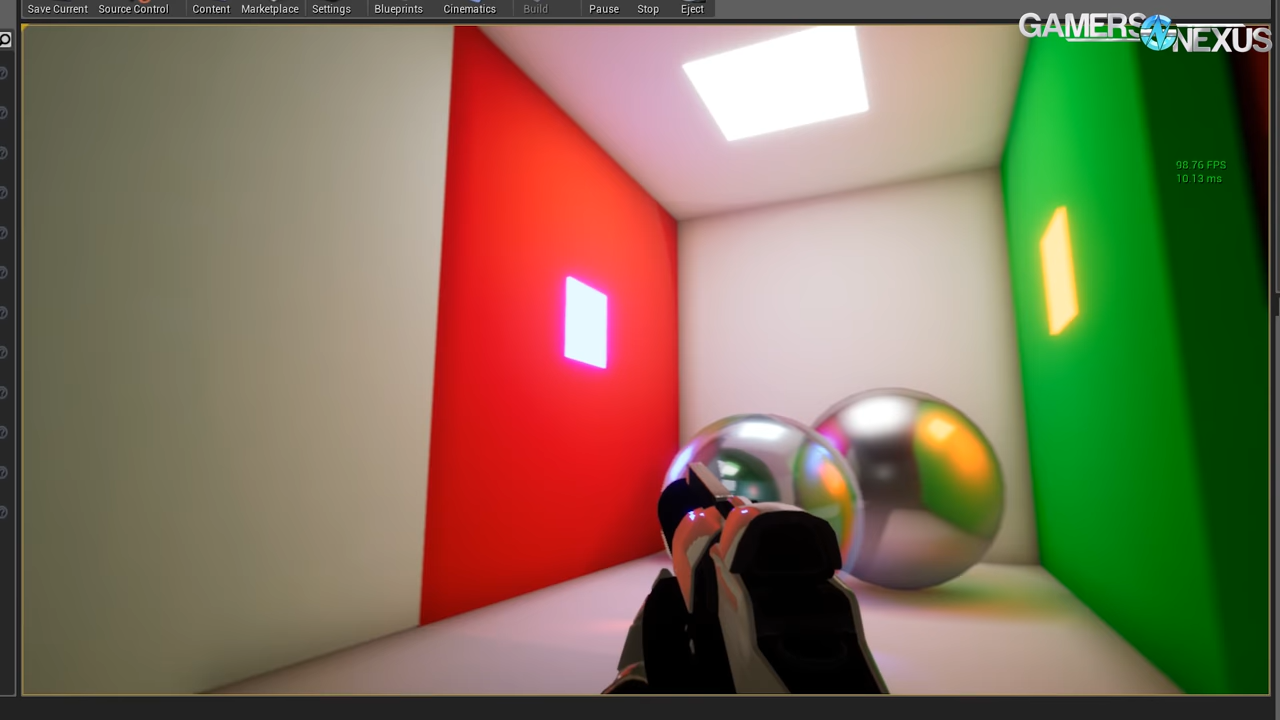 Save Current Source Control Content Marketplace Settings Blueprints Cinematics Build Pause Stop Eject
GAMERS NEXUS
98.76 FPS
10.13 ms